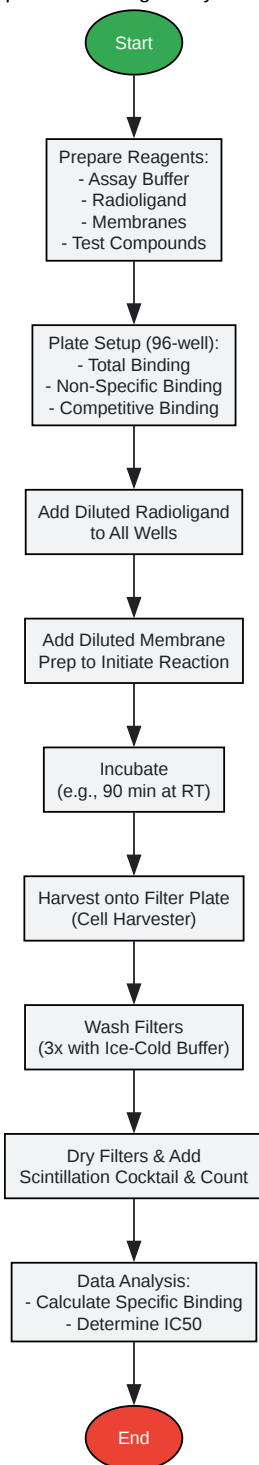 Start
Prepare Reagents:
- Assay Buffer
- Radioligand
- Membranes
- Test Compounds
Plate Setup (96-well):
- Total Binding
- Non-Specific Binding
- Competitive Binding
Add Diluted Radioligand
to All Wells
Add Diluted Membrane
Prep to Initiate Reaction
Incubate
(e.g., 90 min at RT)
Harvest onto Filter Plate
(Cell Harvester)
Wash Filters
(3x with Ice-Cold Buffer)
Dry Filters & Add
Scintillation Cocktail & Count
Data Analysis:
- Calculate Specific Binding
- Determine IC50
End